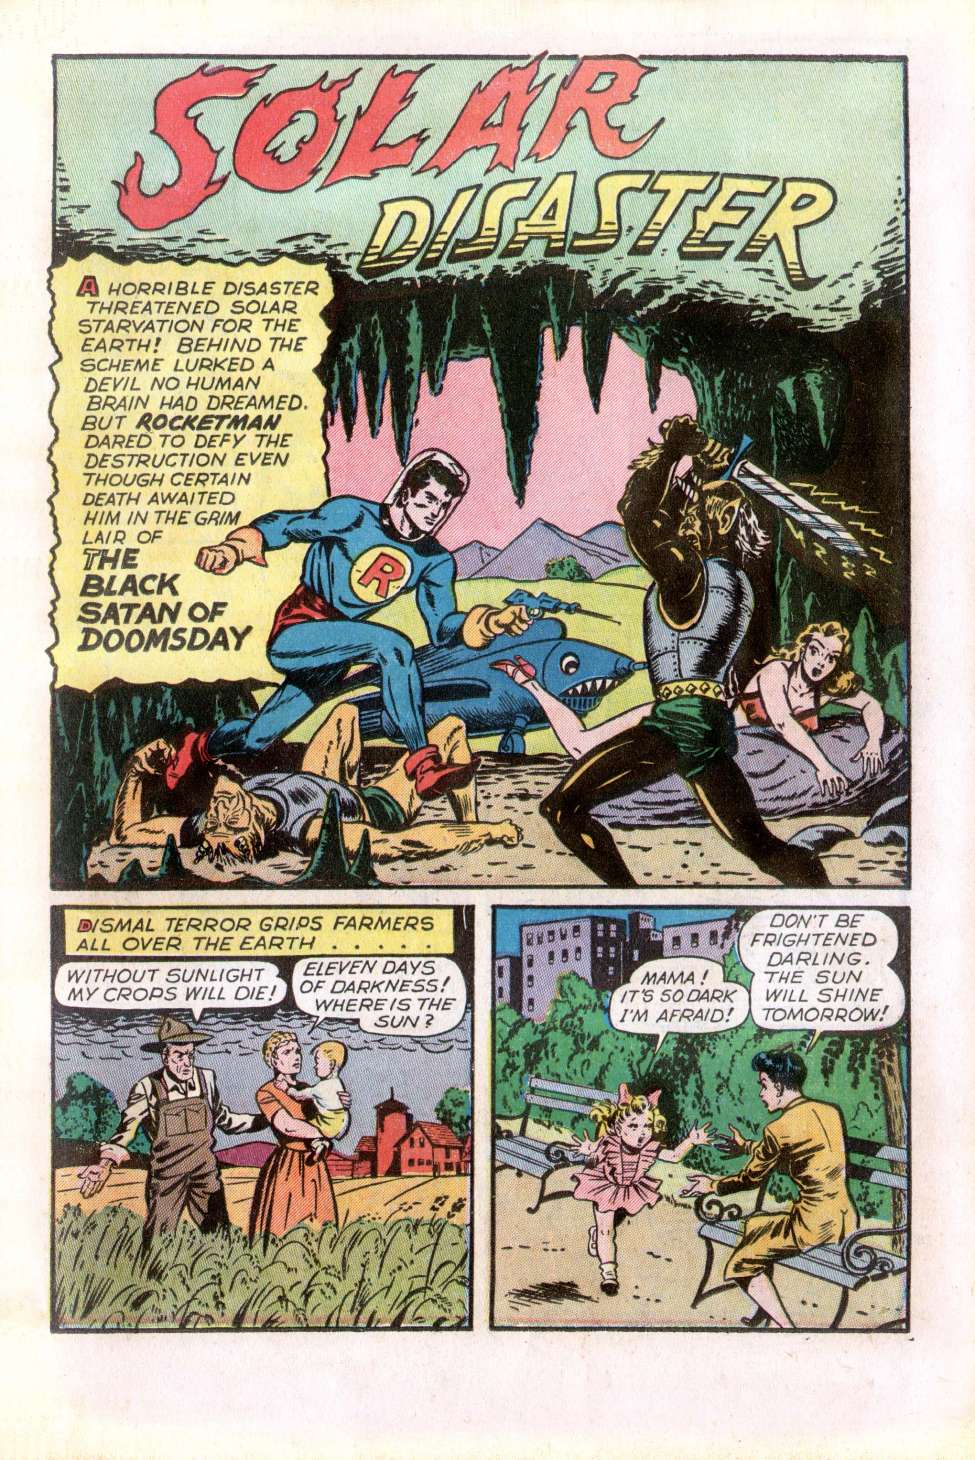 SOLAR
DISASTER
A HORRIBLE DISASTER
THREATENED SOLAR
STARVATION FOR THE
EARTH! BEHIND THE
SCHEME LURKED A
DEVIL NO HUMAN
BRAIN HAD DREAMED.
BUT ROCKETMAN
DARED TO DEFY THE
DESTRUCTION EVEN
THOUGH CERTAIN
DEATH AWAITED
HIM IN THE GRIM
LAIR OF
THE
BLACK
SATAN OF
DOOMSDAY
R
DISMAL TERROR GRIPS FARMERS
ALL OVER THE EARTH . . . . .
WITHOUT SUNLIGHT
MY CROPS WILL DIE!
ELEVEN DAYS
OF DARKNESS!
WHERE IS THE
SUN?
MAMA!
IT'S SO DARK
I'M AFRAID!
DON'T BE
FRIGHTENED
DARLING.
THE SUN
WILL SHINE
TOMORROW!